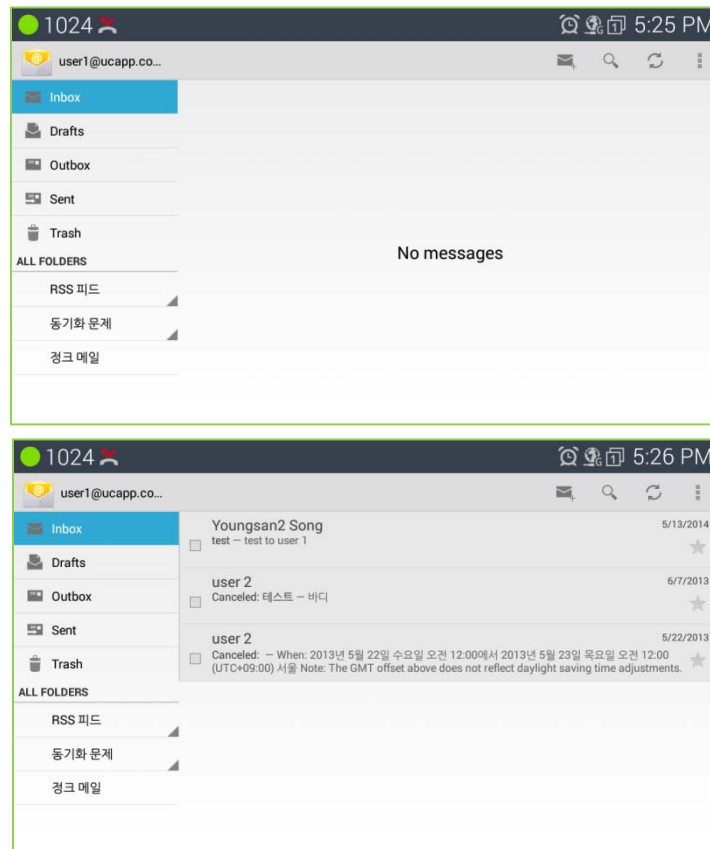 1024 5:25 PM
user1@ucapp.co...
Inbox
Drafts
Outbox
Sent
Trash
ALL FOLDERS
RSS 피드
동기화 문제
정크 메일
No messages
1024 5:26 PM
user1@ucapp.co...
Inbox
Drafts
Outbox
Sent
Trash
ALL FOLDERS
RSS 피드
동기화 문제
정크 메일
Youngsan2 Song 5/13/2014
test – test to user 1
user 2 6/7/2013
Canceled: 테스트 – 바디
user 2 5/22/2013
Canceled: – When: 2013년 5월 22일 수요일 오전 12:00에서 2013년 5월 23일 목요일 오전 12:00
(UTC+09:00) 서울 Note: The GMT offset above does not reflect daylight saving time adjustments.